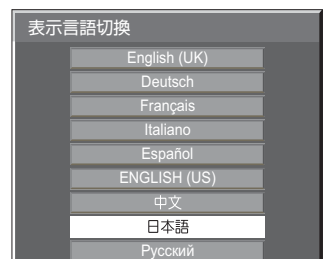 表示言語切換
English (UK)
Deutsch
Français
Italiano
Español
ENGLISH (US)
中文
日本語
Русский